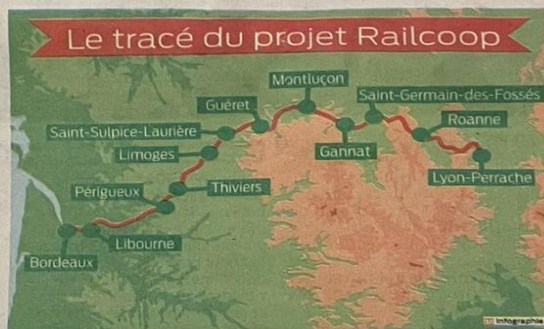 Le tracé du projet Railcoop
Montluçon
Saint-Germain-des-Fossés
Guéret
Roanne
Saint-Sulpice-Laurière
Limoges
Gannat
Lyon-Perrache
Périgueux
Thiviers
Libourne
Bordeaux
Infographie